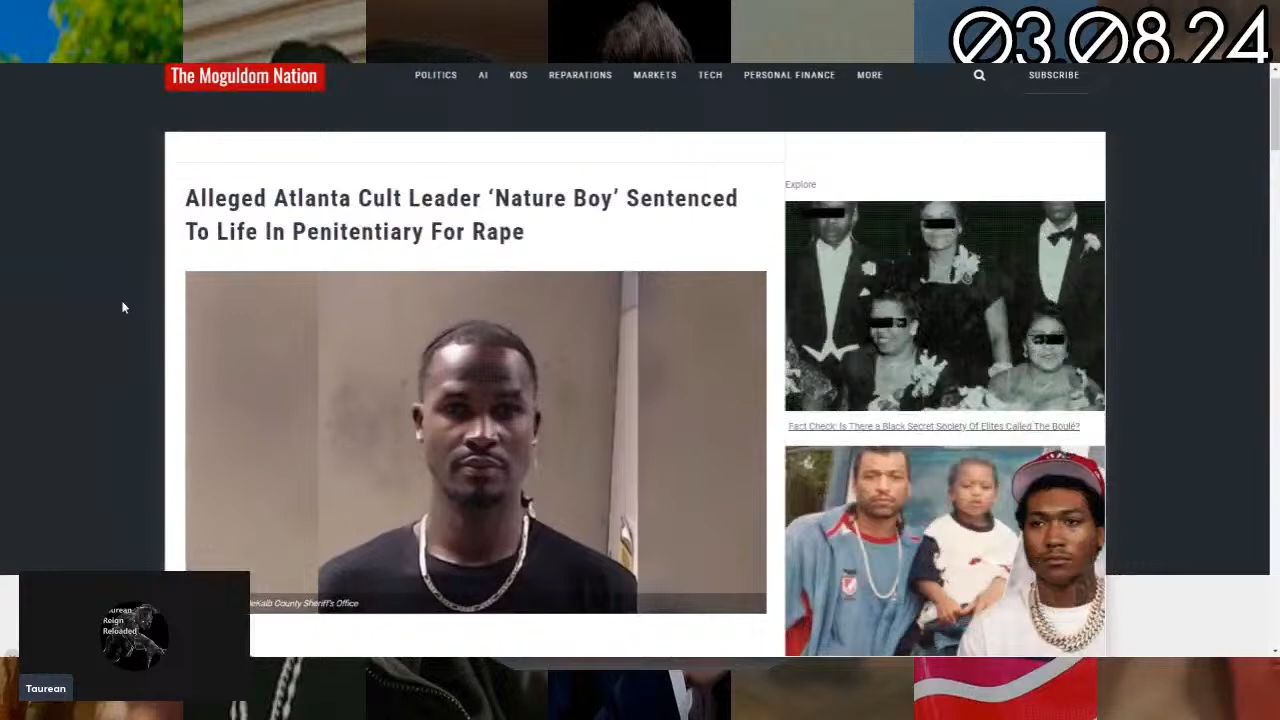 03.08.24
The Moguldom Nation
POLITICS AI KOS REPARATIONS MARKETS TECH PERSONAL FINANCE MORE SUBSCRIBE
Alleged Atlanta Cult Leader ‘Nature Boy’ Sentenced
To Life In Penitentiary For Rape
Explore
Fact Check: Is There a Black Secret Society Of Elites Called The Boulé?
County Sheriff's Office
Reign
Reloaded
Taurean